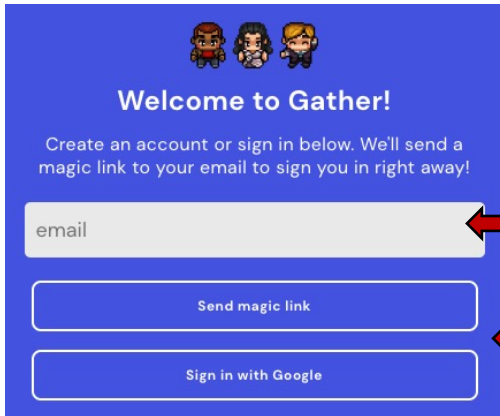 Welcome to Gather!
Create an account or sign in below. We'll send a
magic link to your email to sign you in right away!
email
Send magic link
Sign in with Google